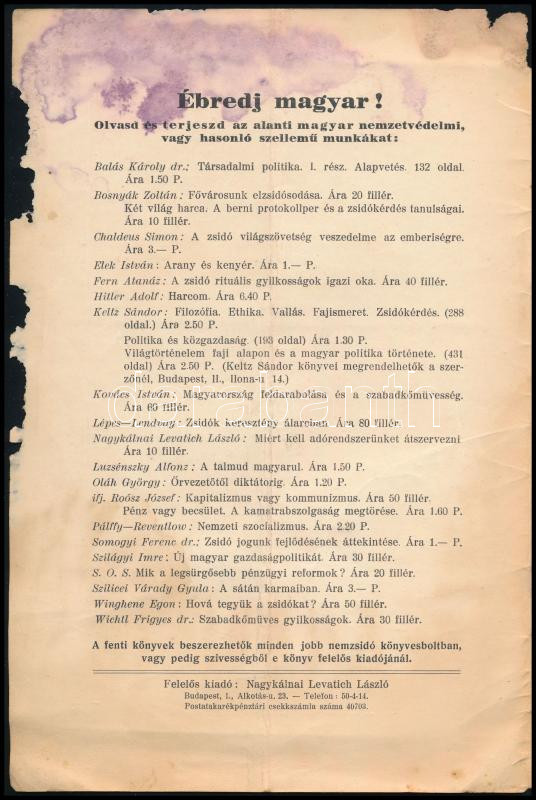 Ébredj magyar!
Olvasd és terjeszd az alanti magyar nemzetvédelmi,
vagy hasonló szellemű munkákat:
Balás Károly dr.: Társadalmi politika. I. rész. Alapvetés. 132 oldal.
Ára 1.50 P.
Bosnyák Zoltán: Fővárosunk elzsidósodása. Ára 20 fillér.
Két világ harca. A berni protokollper és a zsidókérdés tanulságai.
Ára 10 fillér.
Chaldeus Simon: A zsidó világszövetség veszedelme az emberiségre.
Ára 3.— P.
Elek István: Arany és kenyér. Ára 1.— P.
Fern Atanáz: A zsidó rituális gyilkosságok igazi oka. Ára 40 fillér.
Hitler Adolf: Harcom. Ára 6.40 P.
Keltz Sándor: Filozófia. Ethika. Vallás. Fajismeret. Zsidókérdés. (288
oldal.) Ára 2.50 P.
Politika és közgazdaság. (193 oldal) Ára 1.30 P.
Világtörténelem faji alapon és a magyar politika története. (431
oldal) Ára 2.50 P. (Keltz Sándor könyvei megrendelhetők a szer-
zőnél, Budapest, II., Ilona-u 14.)
Kovács István: Magyarország feldarabolása és a szabadkőművesség.
Ára 60 fillér.
Lépes—Lendvay: Zsidók keresztény álarcban. Ára 80 fillér.
Nagykálnai Levatich László: Miért kell adórendszerünket átszervezni
Ára 10 fillér.
Luzsénszky Alfonz: A talmud magyarul. Ára 1.50 P.
Oláh György: Őrvezetőtől diktátorig. Ára 1.20 P.
ifj. Roósz József: Kapitalizmus vagy kommunizmus. Ára 50 fillér.
Pénz vagy becsület. A kamatrabszolgaság megtörése. Ára 1.60 P.
Pálffy—Reventlow: Nemzeti szocializmus. Ára 2.20 P.
Somogyi Ferenc dr.: Zsidó jogunk fejlődésének áttekintése. Ára 1.— P.
Szilágyi Imre: Új magyar gazdaságpolitikát. Ára 30 fillér.
S. O. S. Mik a legsürgősebb pénzügyi reformok? Ára 20 fillér.
Szilicei Várady Gyula: A sátán karmaiban. Ára 3.— P.
Winghene Egon: Hová tegyük a zsidókat? Ára 50 fillér.
Wichtl Frigyes dr.: Szabadkőműves gyilkosságok. Ára 30 fillér.
A fenti könyvek beszerezhetők minden jobb nemzsidó könyvesboltban,
vagy pedig szivességből e könyv felelős kiadójánál.
Felelős kiadó: Nagykálnai Levatich László
Budapest, I., Alkotás-u. 23. — Telefon: 50-4-14.
Postatakarékpénztári csekkszámla száma 40703.
darabanth